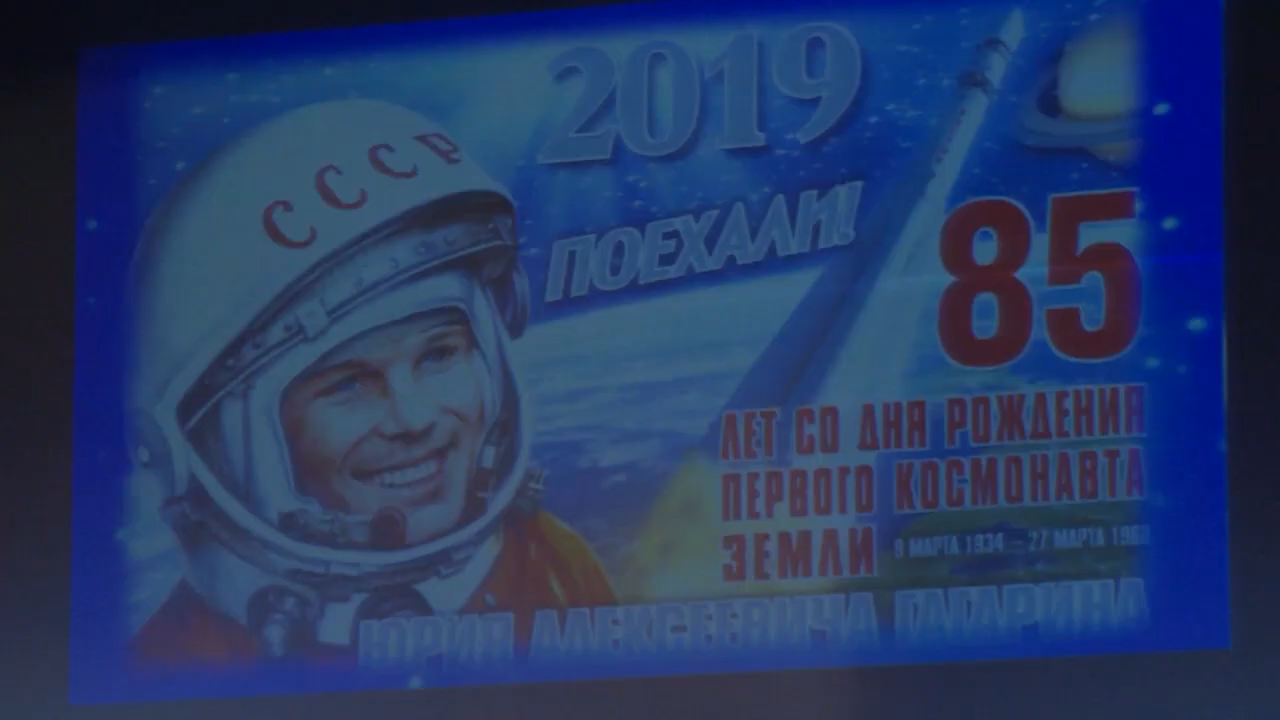 СССР
2019
ПОЕХАЛИ!
85
ЛЕТ СО ДНЯ РОЖДЕНИЯ
ПЕРВОГО КОСМОНАВТА
ЗЕМЛИ
9 МАРТА 1934 – 27 МАРТА
ЮРИЯ АЛЕКСЕЕВИЧА ГАГАРИНА